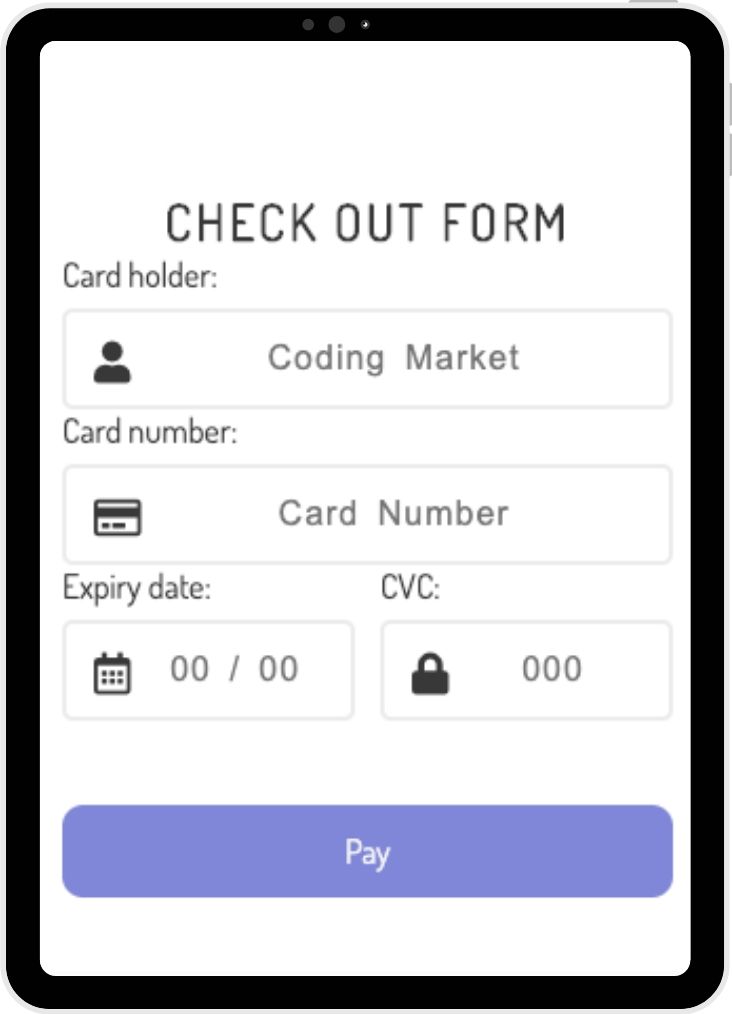 CHECK OUT FORM
Card holder:
Coding Market
Card number:
Card Number
Expiry date: CVC:
00 / 00 000
Pay